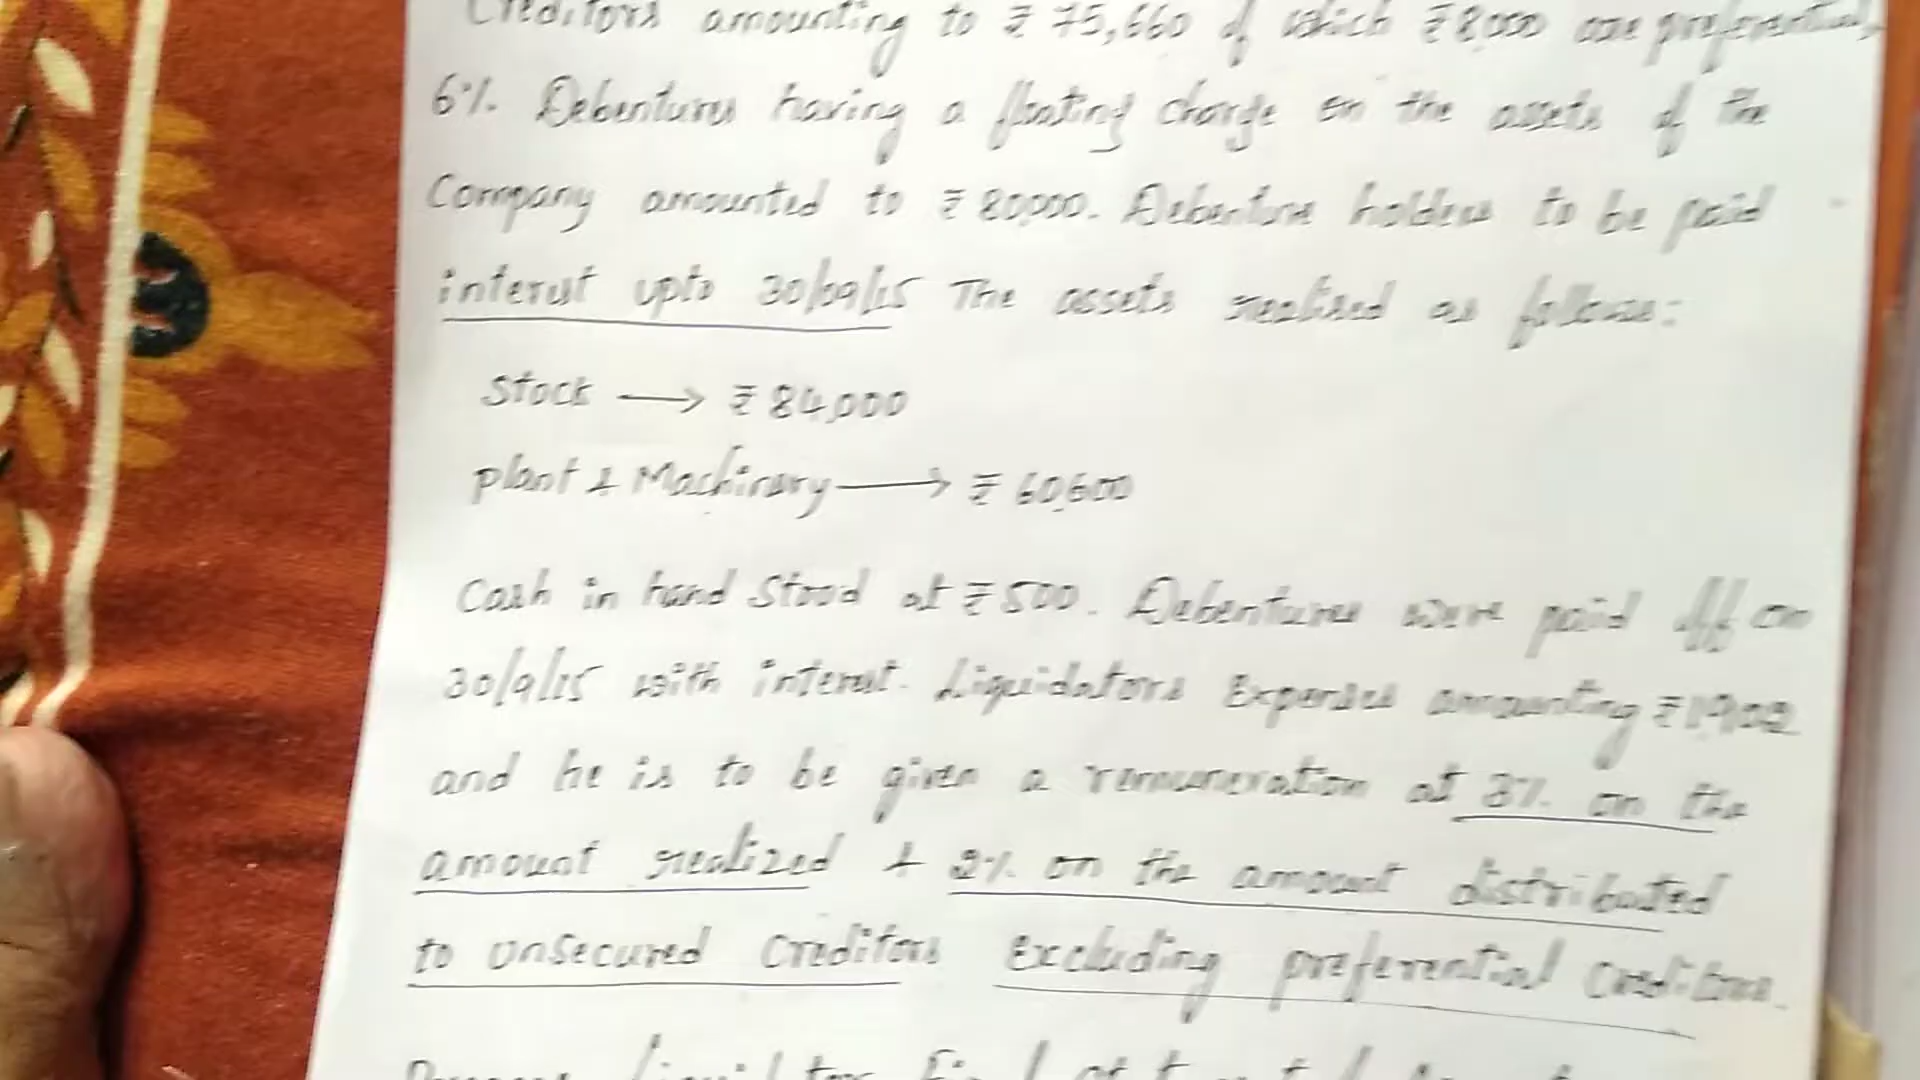 Creditors amounting to ₹ 75,660 of which ₹8,000 are preferential,
6%. Debentures having a floating charge on the assets of the
Company amounted to ₹ 80,000. Debenture holders to be paid
interest upto 30/09/15 The assets realised as follows:
Stock → ₹ 84,000
plant & Machinery → ₹ 60,600
Cash in hand Stood at ₹ 500. Debentures were paid off on
30/9/15 with interest. Liquidators Expenses amounting
and he is to be given a remuneration at 3%. on the
amount realized & 2%. on the amount distributed
to unsecured creditors excluding preferential creditors.